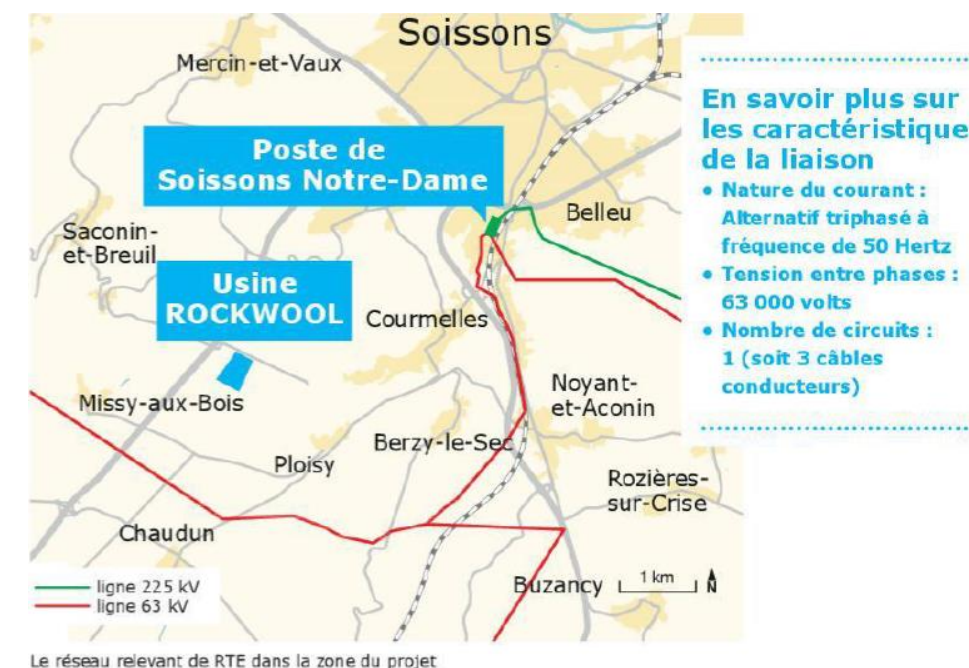 Soissons
Mercin-et-Vaux
Poste de
Soissons Notre-Dame
Belleu
Saconin-
et-Breuil
Usine
ROCKWOOL
Courmelles
Missy-aux-Bois
Noyant-
et-Aconin
Berzy-le-Sec
Ploisy
Rozières-
sur-Crise
Chaudun
Buzancy
1 km
N
ligne 225 kV
ligne 63 kV
Le réseau relevant de RTE dans la zone du projet
En savoir plus sur
les caractéristique
de la liaison
• Nature du courant :
Alternatif triphasé à
fréquence de 50 Hertz
• Tension entre phases :
63 000 volts
• Nombre de circuits :
1 (soit 3 câbles
conducteurs)